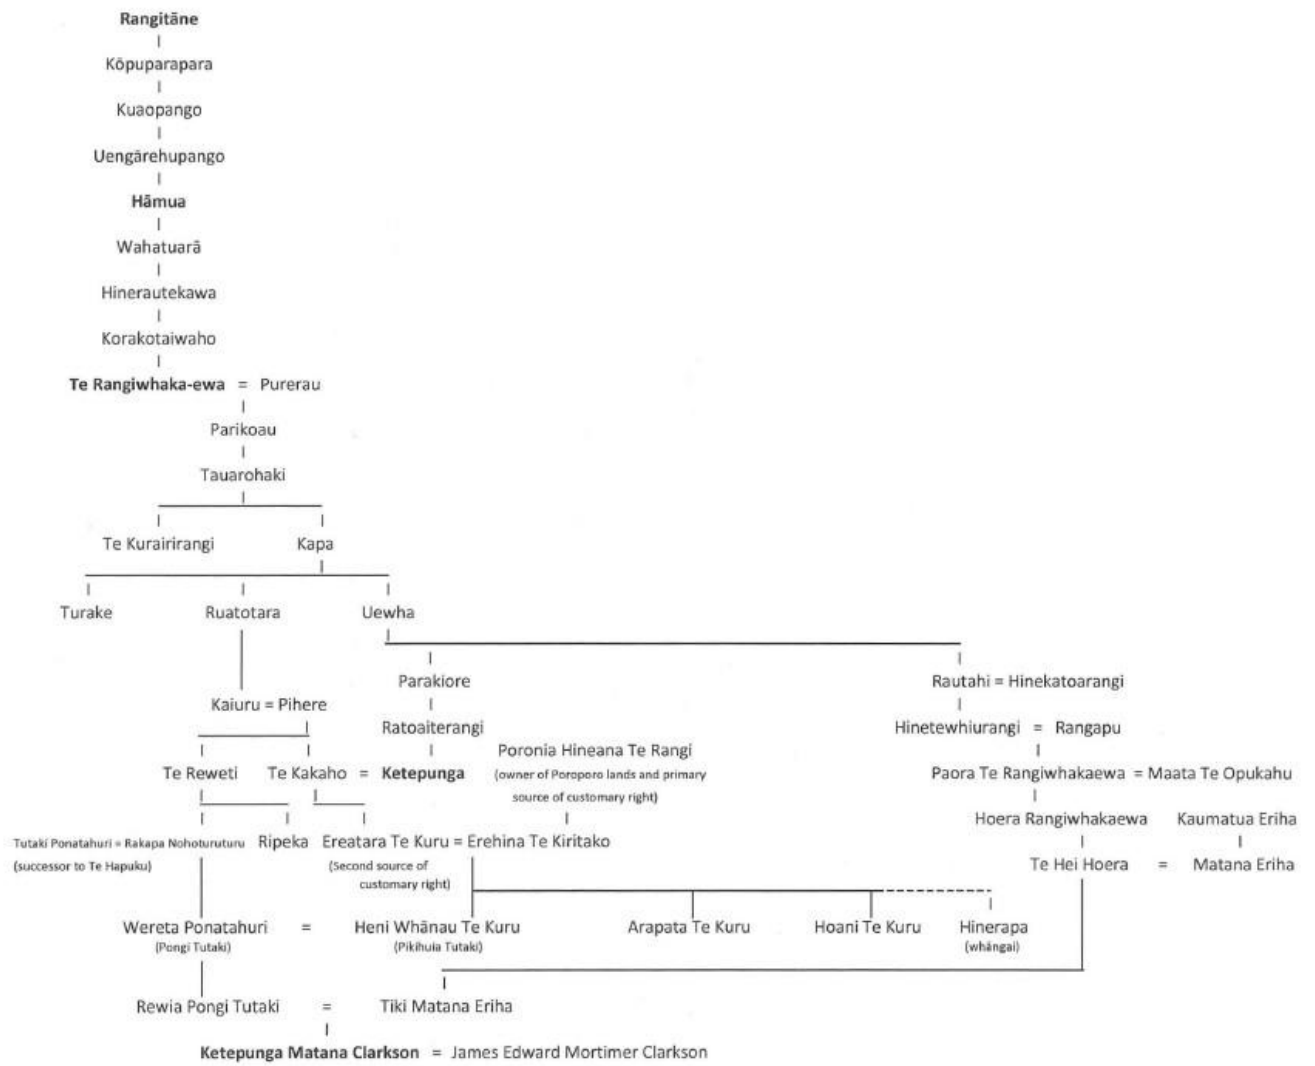 Rangitāne
Kōpuparapara
Kuaopango
Uengārehupango
Hāmua
Wahatuarā
Hinerautekawa
Korakotaiwaho
Te Rangiwhaka-ewa = Purerau
Parikoau
Tauarohaki
Te Kurairirangi Kapa
Turake Ruatotara Uewha
Parakiore Rautahi = Hinekatoarangi
Kaiuru = Pihere
Ratoaiterangi Hinetewhiurangi = Rangapu
Poronia Hineana Te Rangi
Te Reweti Te Kakaho = Ketepunga (owner of Poroporo lands and primary Paora Te Rangiwhakaewa = Maata Te Opukahu
source of customary right)
Hoera Rangiwhakaewa Kaumatua Eriha
Tutaki Ponatahuri = Rakapa Nohoturuturu Ripeka Ereatara Te Kuru = Erehina Te Kiritako
(successor to Te Hapuku) (Second source of Te Hei Hoera = Matana Eriha
customary right)
Wereta Ponatahuri = Heni Whānau Te Kuru Arapata Te Kuru Hoani Te Kuru Hinerapa
(Pongi Tutaki) (Pikihuia Tutaki) (whāngai)
Rewia Pongi Tutaki = Tiki Matana Eriha
Ketepunga Matana Clarkson = James Edward Mortimer Clarkson